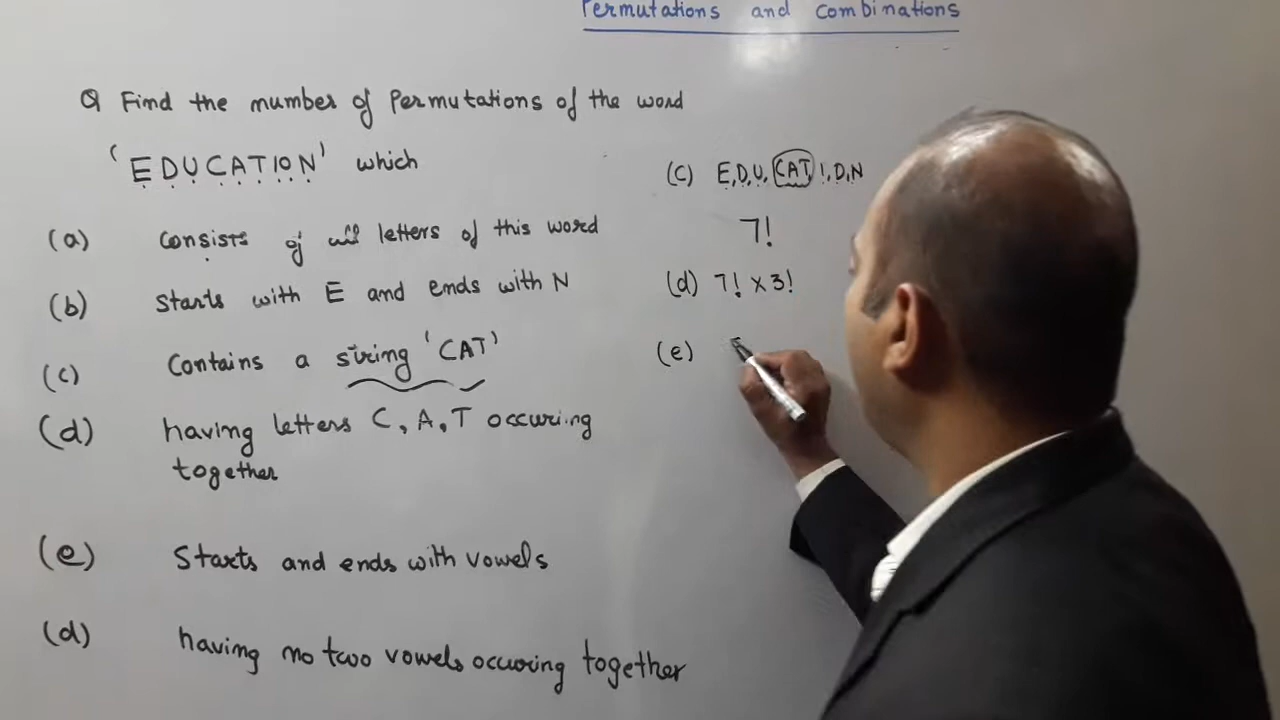 Permutations and Combinations
Q Find the number of Permutations of the word
'EDUCATION' which
(a) Consists of all letters of this word
(b) Starts with E and ends with N
(c) Contains a string 'CAT'
(d) having letters C, A, T occuring
together
(e) Starts and ends with vowels
(d) having no two vowels occuring together
(c) E, D, U, CAT, I, O, N
7!
(d) 7! x 3!
(e)